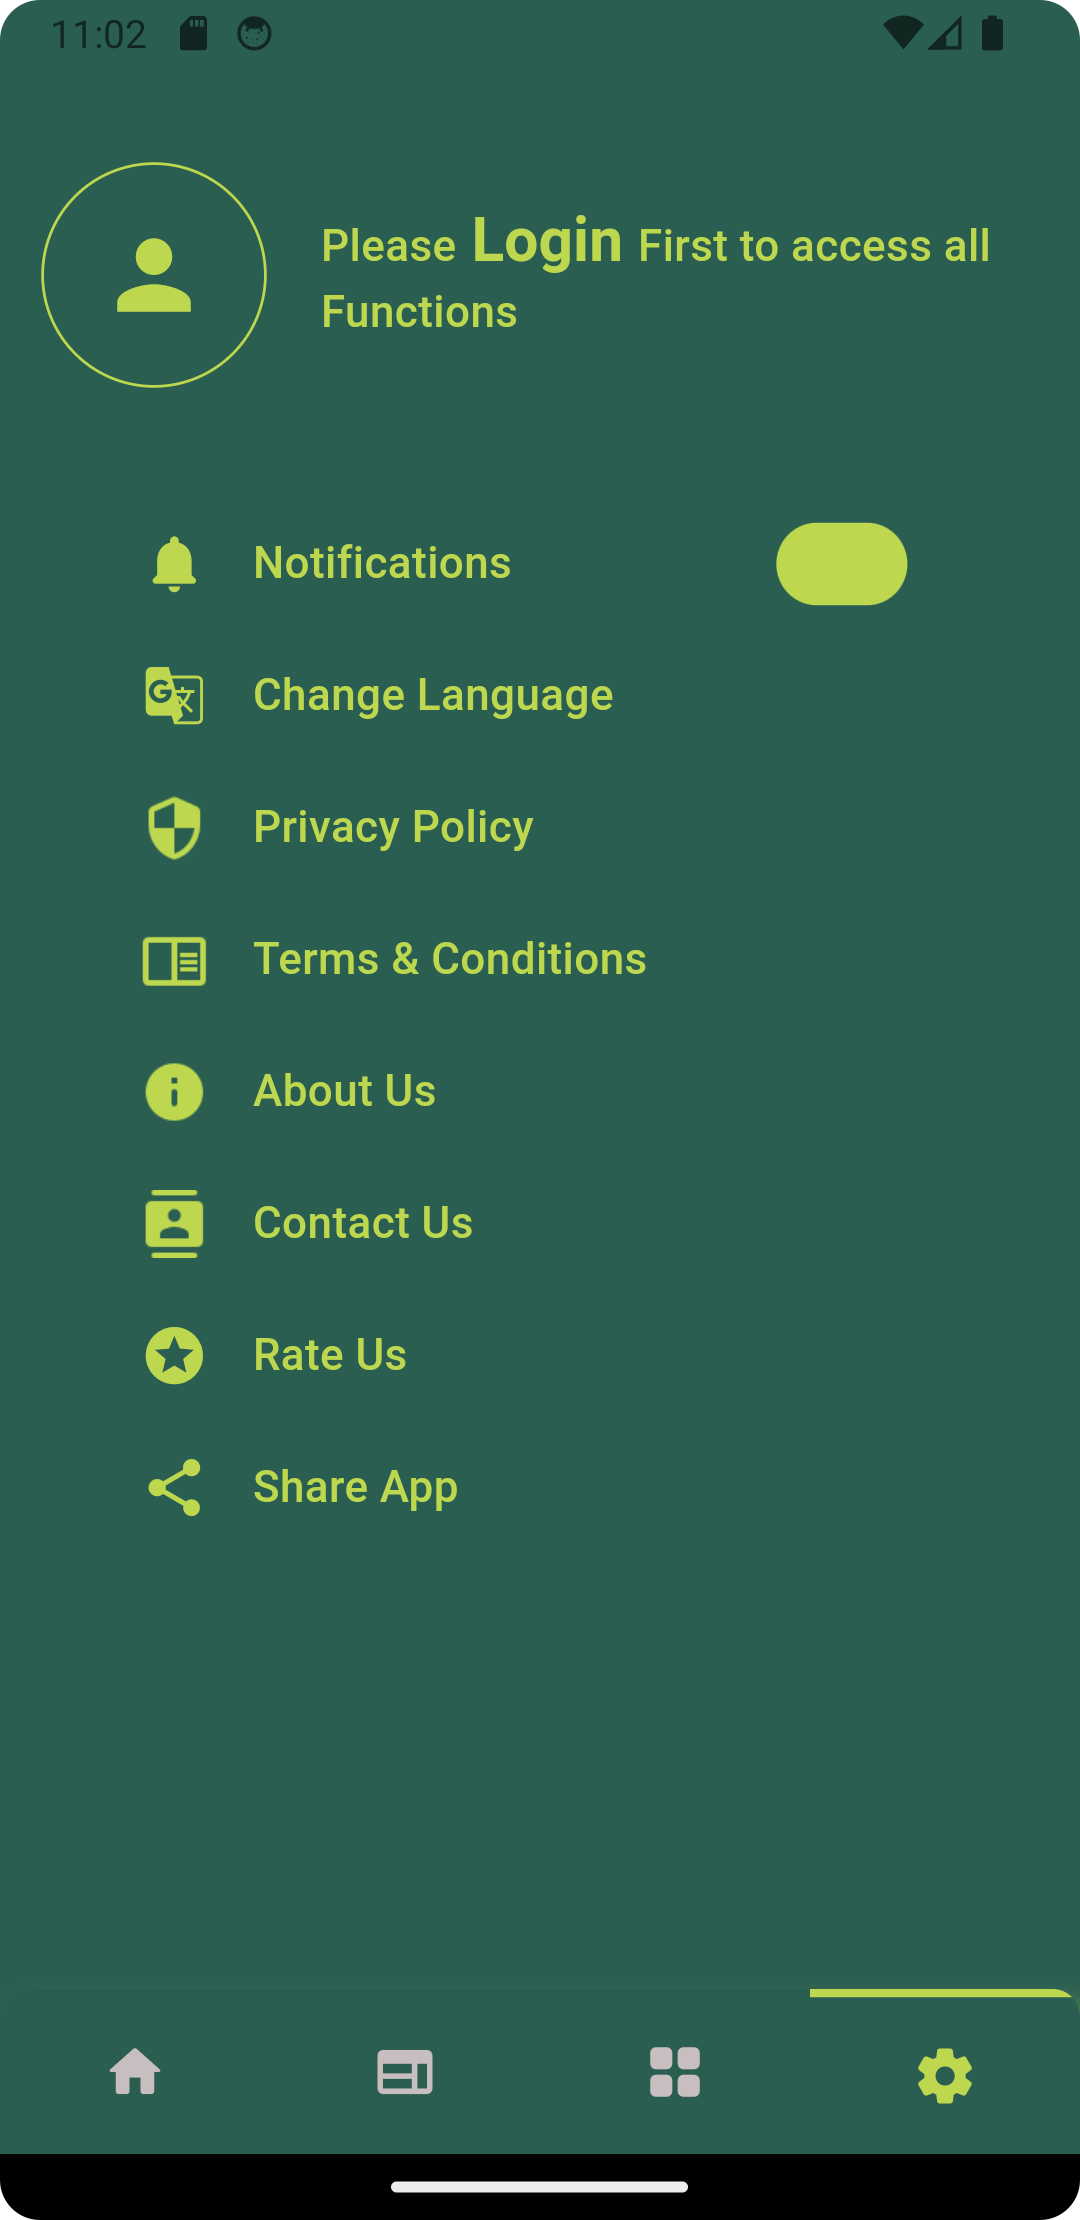 11:02
Please Login First to access all
Functions
Notifications
Change Language
Privacy Policy
Terms & Conditions
About Us
Contact Us
Rate Us
Share App